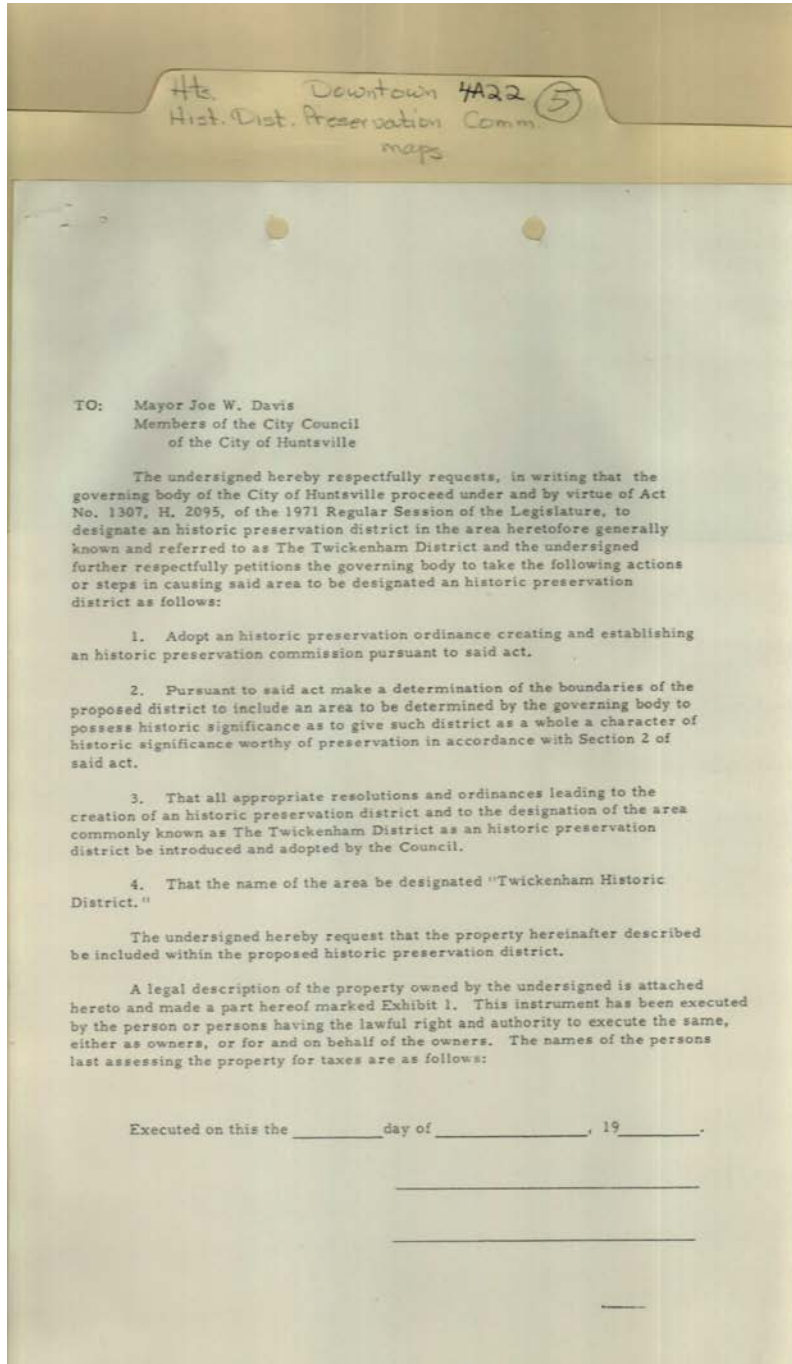 Hts. Downtown 4A22 5
Hist. Dist. Preservation Comm.
maps
TO: Mayor Joe W. Davis
Members of the City Council
of the City of Huntsville
The undersigned hereby respectfully requests, in writing that the
governing body of the City of Huntsville proceed under and by virtue of Act
No. 1307, H. 2095, of the 1971 Regular Session of the Legislature, to
designate an historic preservation district in the area heretofore generally
known and referred to as The Twickenham District and the undersigned
further respectfully petitions the governing body to take the following actions
or steps in causing said area to be designated an historic preservation
district as follows:
1. Adopt an historic preservation ordinance creating and establishing
an historic preservation commission pursuant to said act.
2. Pursuant to said act make a determination of the boundaries of the
proposed district to include an area to be determined by the governing body to
possess historic significance as to give such district as a whole a character of
historic significance worthy of preservation in accordance with Section 2 of
said act.
3. That all appropriate resolutions and ordinances leading to the
creation of an historic preservation district and to the designation of the area
commonly known as The Twickenham District as an historic preservation
district be introduced and adopted by the Council.
4. That the name of the area be designated "Twickenham Historic
District."
The undersigned hereby request that the property hereinafter described
be included within the proposed historic preservation district.
A legal description of the property owned by the undersigned is attached
hereto and made a part hereof marked Exhibit 1. This instrument has been executed
by the person or persons having the lawful right and authority to execute the same,
either as owners, or for and on behalf of the owners. The names of the persons
last assessing the property for taxes are as follows:
Executed on this the ________ day of ______________, 19_______.